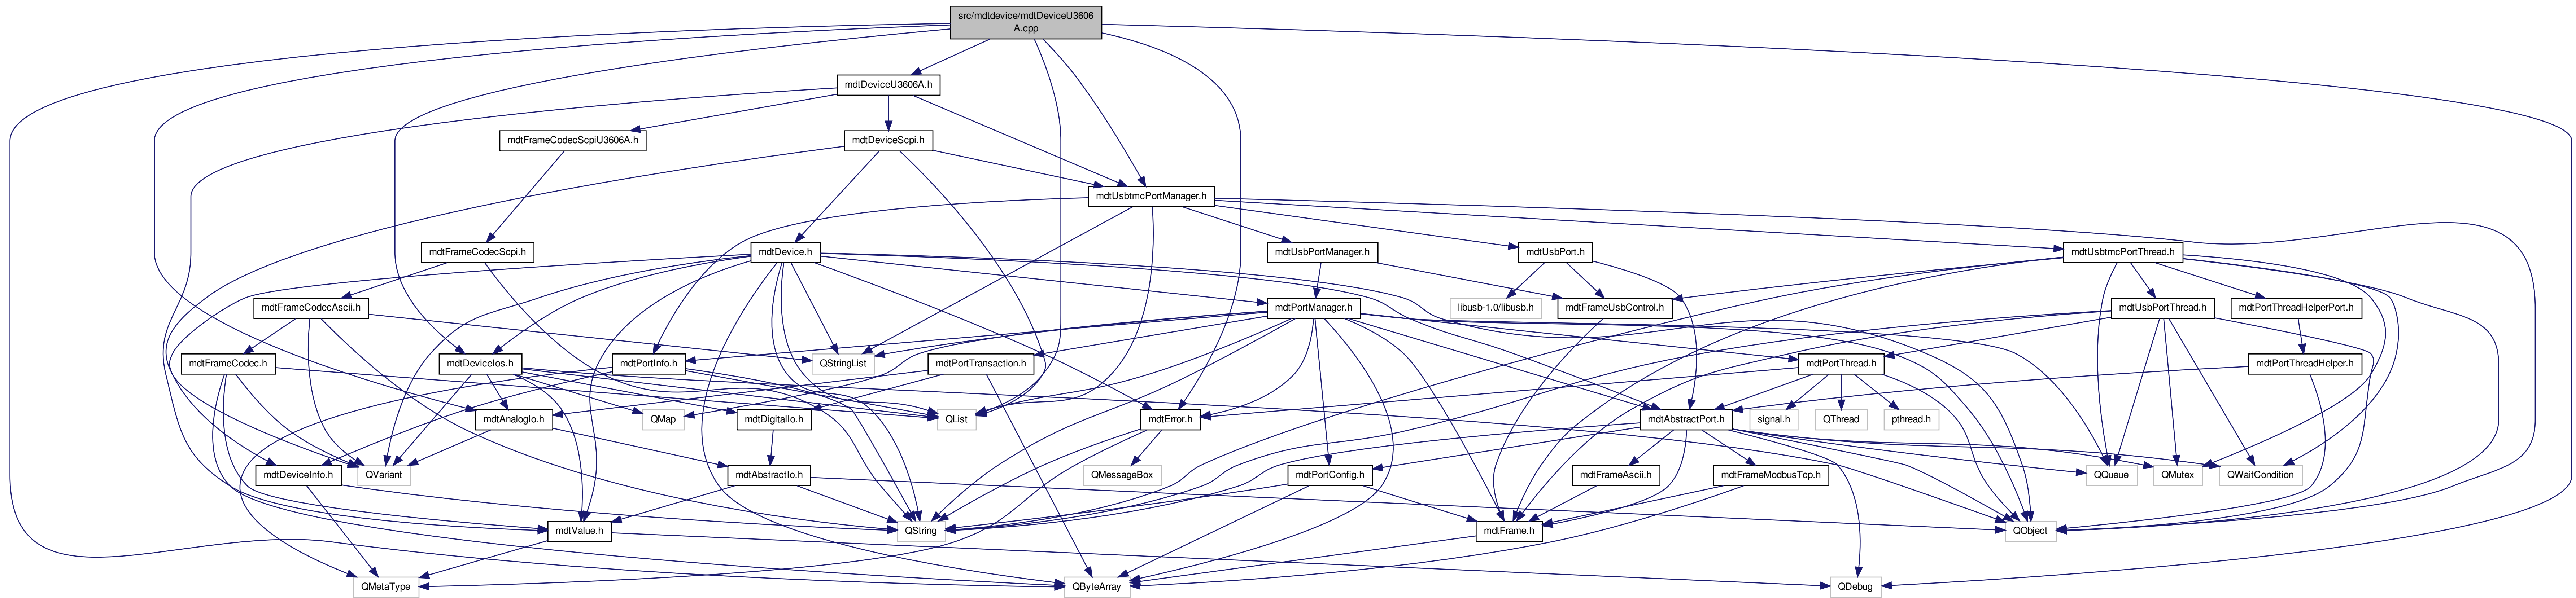 src/mdtdevice/mdtDeviceU3606
A.cpp
mdtDeviceU3606A.h
mdtFrameCodecScpiU3606A.h
mdtDeviceScpi.h
mdtUsbtmcPortManager.h
mdtFrameCodecScpi.h
mdtDevice.h
mdtUsbPortManager.h
mdtUsbPort.h
mdtUsbtmcPortThread.h
mdtFrameCodecAscii.h
mdtPortManager.h
libusb-1.0/libusb.h
mdtFrameUsbControl.h
mdtUsbPortThread.h
mdtPortThreadHelperPort.h
mdtFrameCodec.h
mdtDeviceIos.h
mdtPortInfo.h
QStringList
mdtPortTransaction.h
mdtPortThread.h
mdtPortThreadHelper.h
mdtAnalogIo.h
QMap
mdtDigitalIo.h
QList
mdtError.h
mdtAbstractPort.h
signal.h
QThread
pthread.h
mdtDeviceInfo.h
QVariant
mdtAbstractIo.h
QMessageBox
mdtPortConfig.h
mdtFrameAscii.h
mdtFrameModbusTcp.h
QQueue
QMutex
QWaitCondition
mdtValue.h
QString
mdtFrame.h
QObject
QMetaType
QByteArray
QDebug